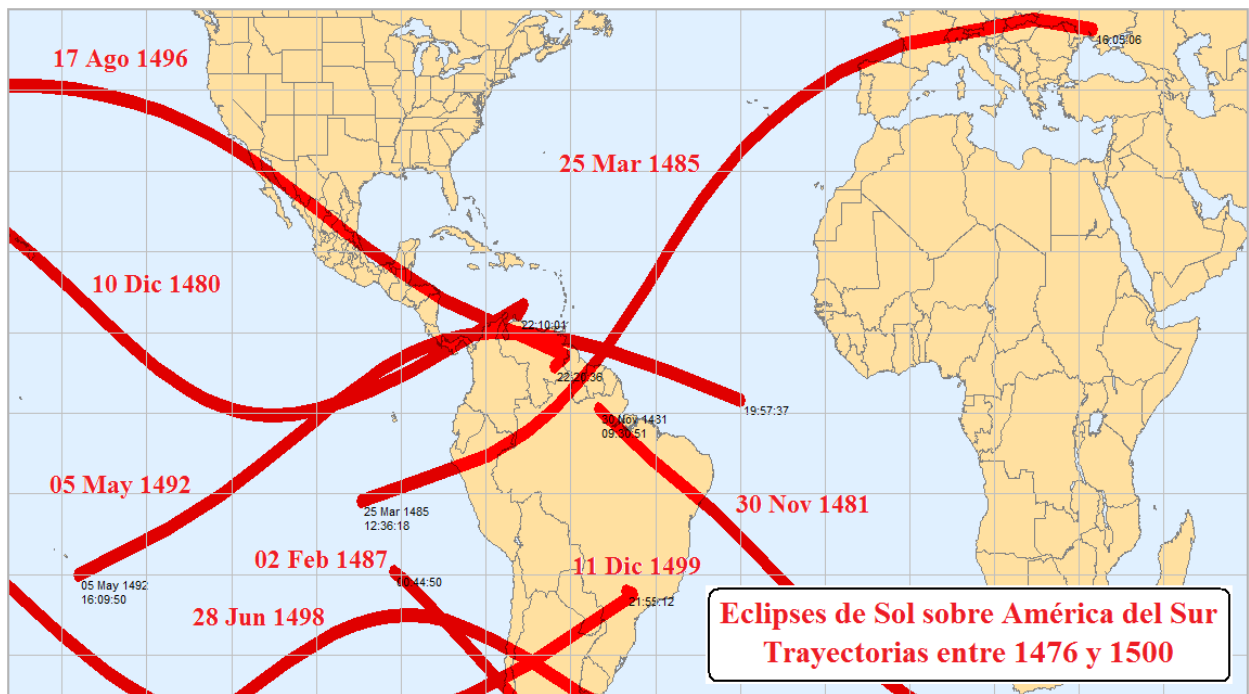 17 Ago 1496
16:05:06
25 Mar 1485
10 Dic 1480
22:10:01
22:26:36
19:57:37
30 Nov 1481
09:30:51
05 May 1492
25 Mar 1485
12:36:18
30 Nov 1481
02 Feb 1487
11 Dic 1499
05 May 1492
16:09:50
:44:50
21:55:12
28 Jun 1498
Eclipses de Sol sobre América del Sur
Trayectorias entre 1476 y 1500